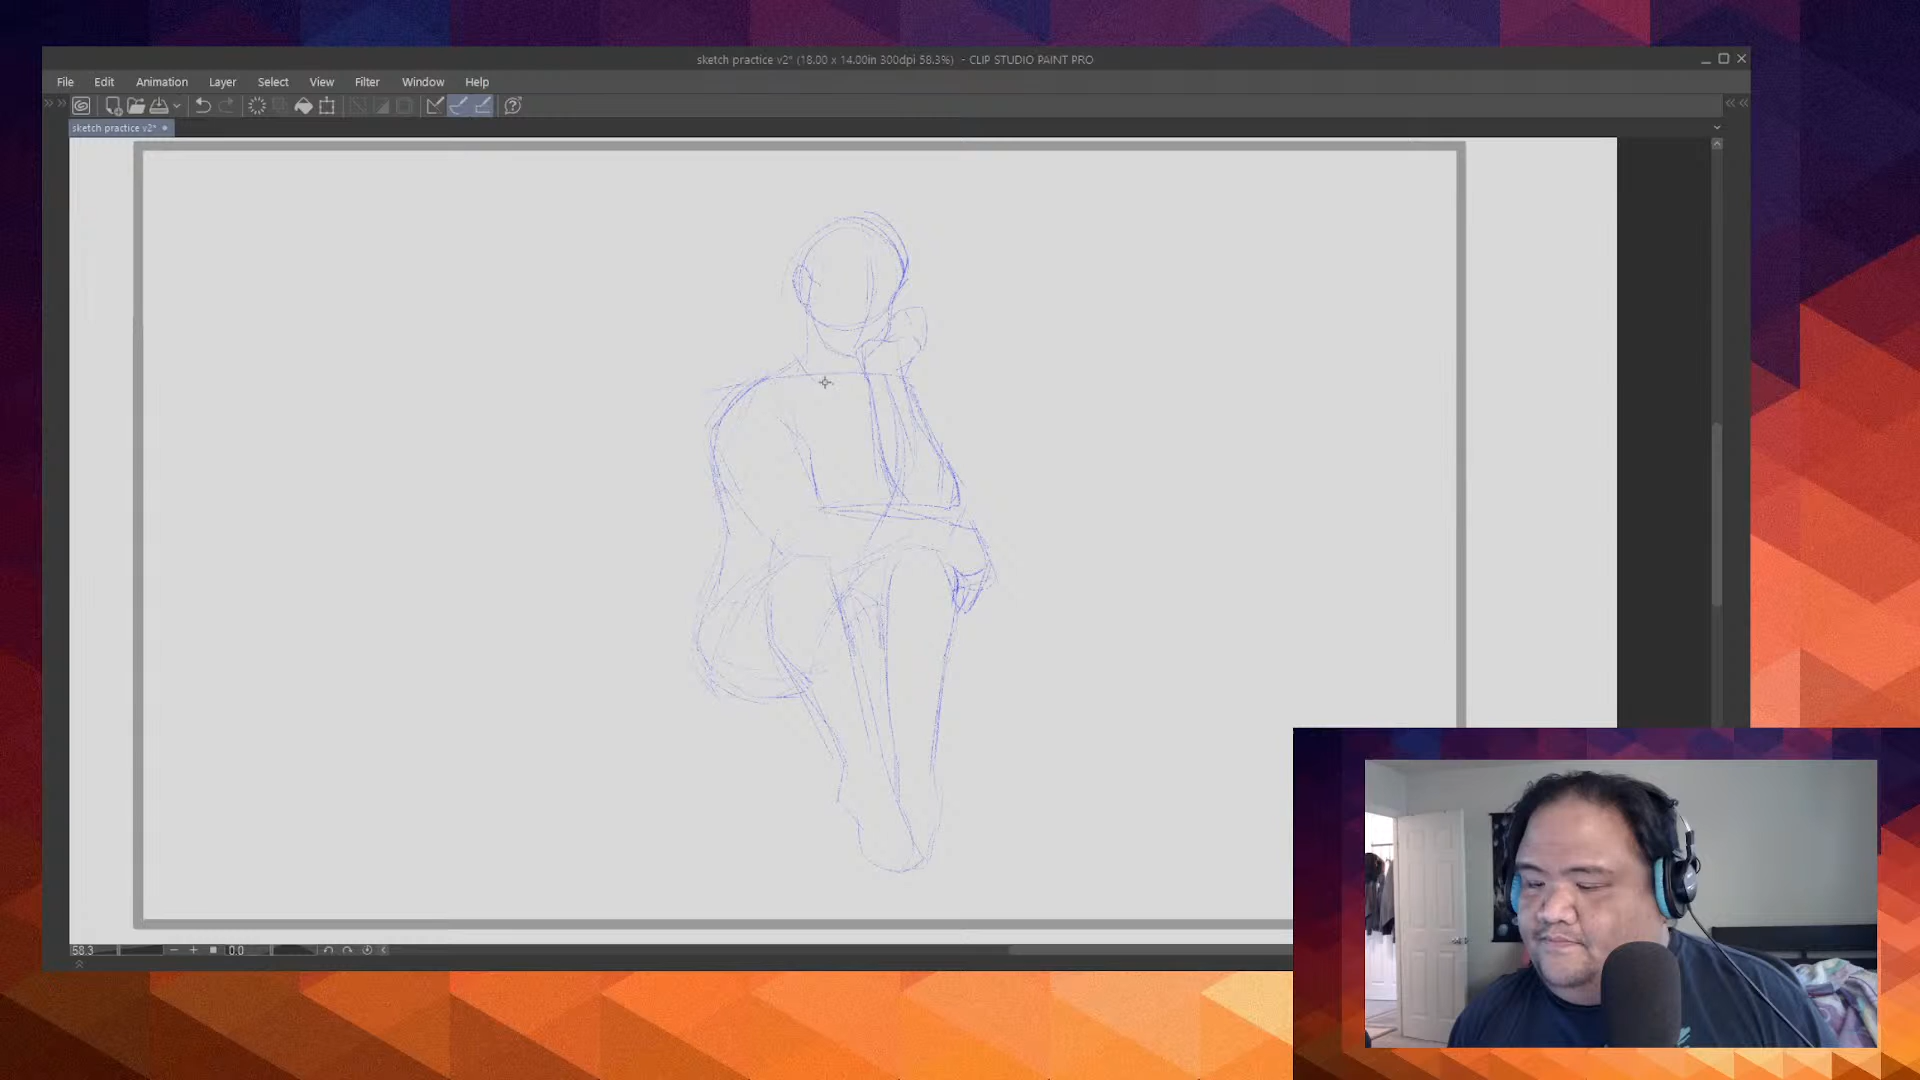 sketch practice v2* (18.00 x 14.00in 300dpi 58.3%) - CLIP STUDIO PAINT PRO
File Edit Animation Layer Select View Filter Window Help
sketch practice v2*
58.3 0.0